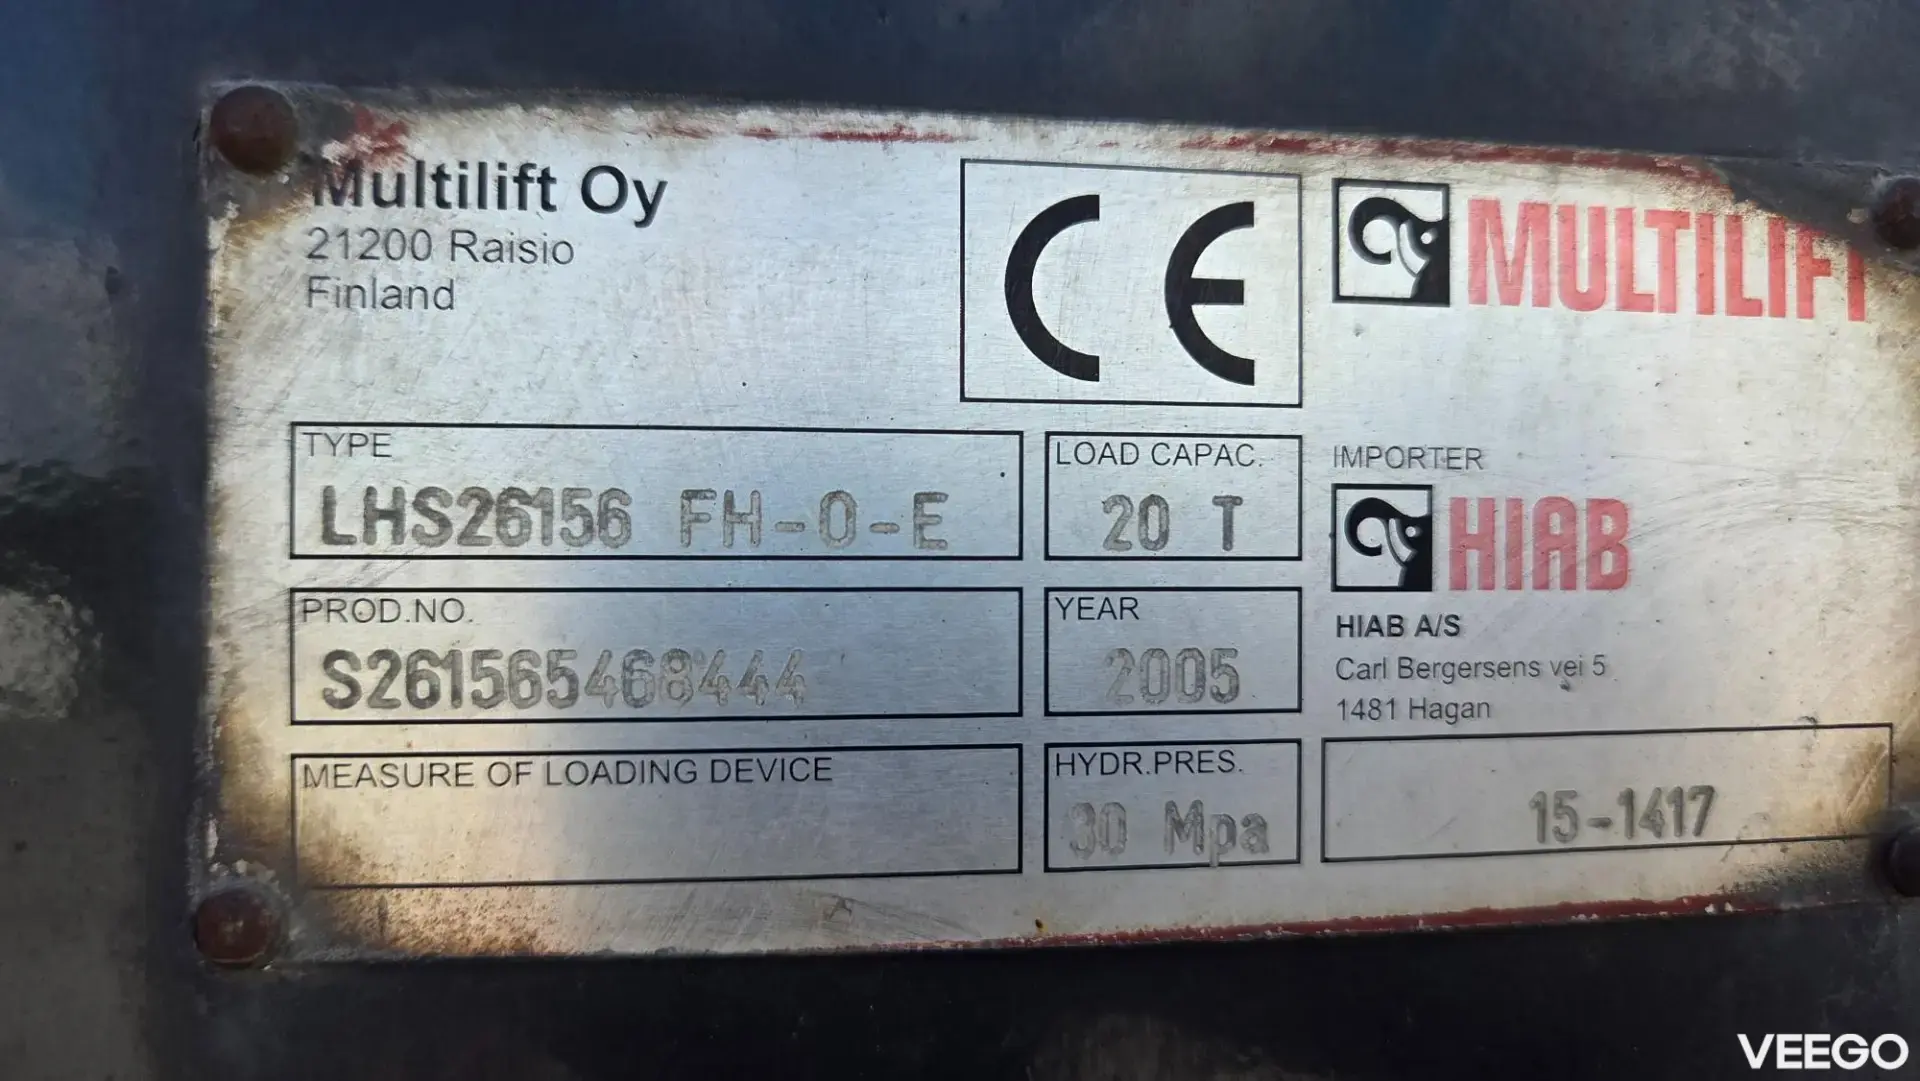 Multilift Oy
21200 Raisio
Finland
CE
MULTILIFT
TYPE
LHS26156 FH-0-E
LOAD CAPAC.
20 T
IMPORTER
HIAB
HIAB A/S
Carl Bergersens vei 5
1481 Hagan
PROD.NO.
S261565468444
YEAR
2005
MEASURE OF LOADING DEVICE
HYDR.PRES.
30 Mpa
15-1417
VEEGO